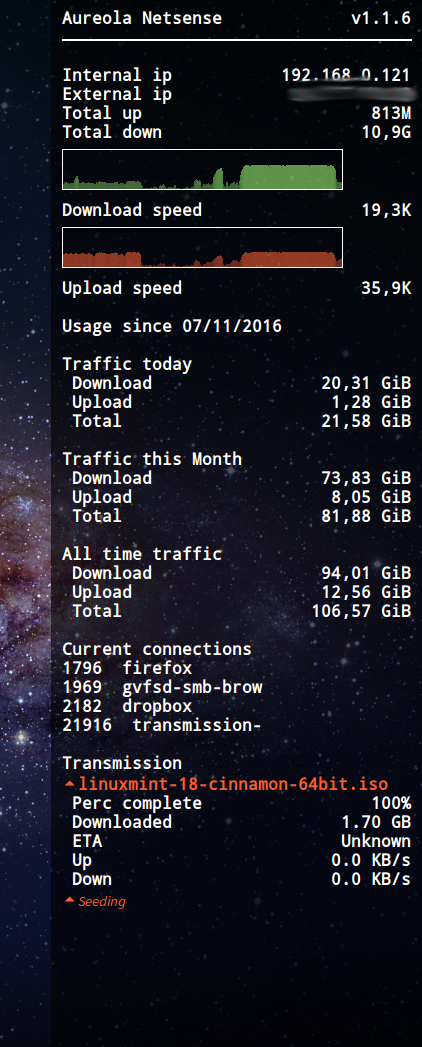 Aureola Netsense v1.1.6
Internal ip 192.168.0.121
External ip
Total up 813M
Total down 10,9G
Download speed 19,3K
Upload speed 35,9K
Usage since 07/11/2016
Traffic today
Download 20,31 GiB
Upload 1,28 GiB
Total 21,58 GiB
Traffic this Month
Download 73,83 GiB
Upload 8,05 GiB
Total 81,88 GiB
All time traffic
Download 94,01 GiB
Upload 12,56 GiB
Total 106,57 GiB
Current connections
1796 firefox
1969 gvfsd-smb-brow
2182 dropbox
21916 transmission-
Transmission
linuxmint-18-cinnamon-64bit.iso
Perc complete 100%
Downloaded 1.70 GB
ETA Unknown
Up 0.0 KB/s
Down 0.0 KB/s
Seeding